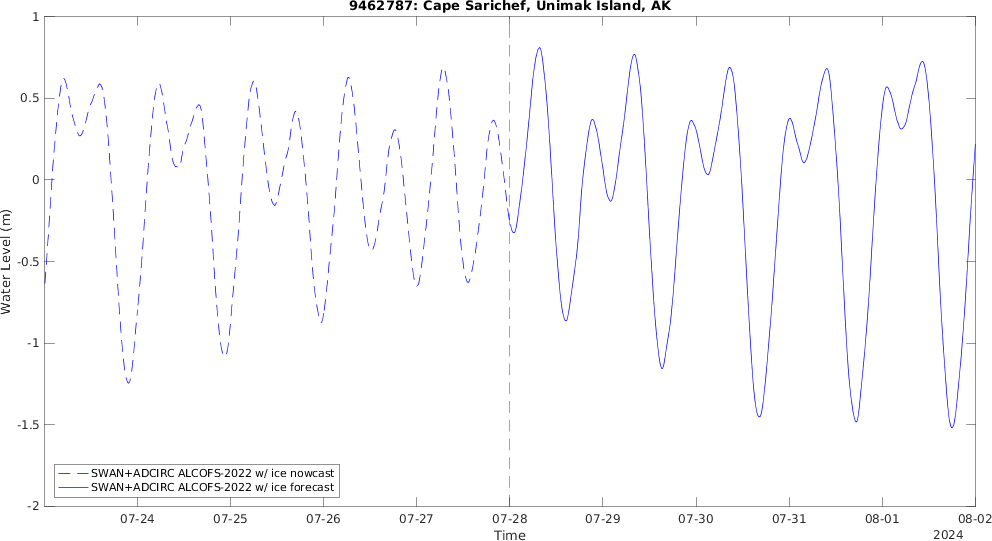 9462787: Cape Sarichef, Unimak Island, AK
1
0.5
0
-0.5
-1
-1.5
-2
Water Level (m)
SWAN+ADCIRC ALCOFS-2022 w/ ice nowcast
SWAN+ADCIRC ALCOFS-2022 w/ ice forecast
07-24 07-25 07-26 07-27 07-28 07-29 07-30 07-31 08-01 08-02
Time
2024